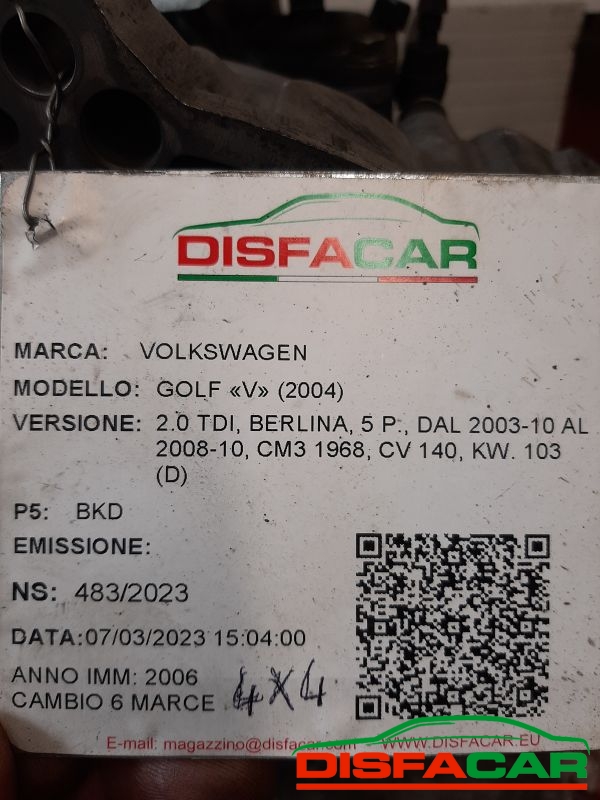 DISFACAR
MARCA: VOLKSWAGEN
MODELLO: GOLF «V» (2004)
VERSIONE: 2.0 TDI, BERLINA, 5 P., DAL 2003-10 AL
2008-10, CM3 1968, CV 140, KW. 103
(D)
P5: BKD
EMISSIONE:
NS: 483/2023
DATA:07/03/2023 15:04:00
ANNO IMM: 2006
CAMBIO 6 MARCE 4X4
E-mail: magazzino@disfacar.com - WWW.DISFACAR.EU
DISFACAR